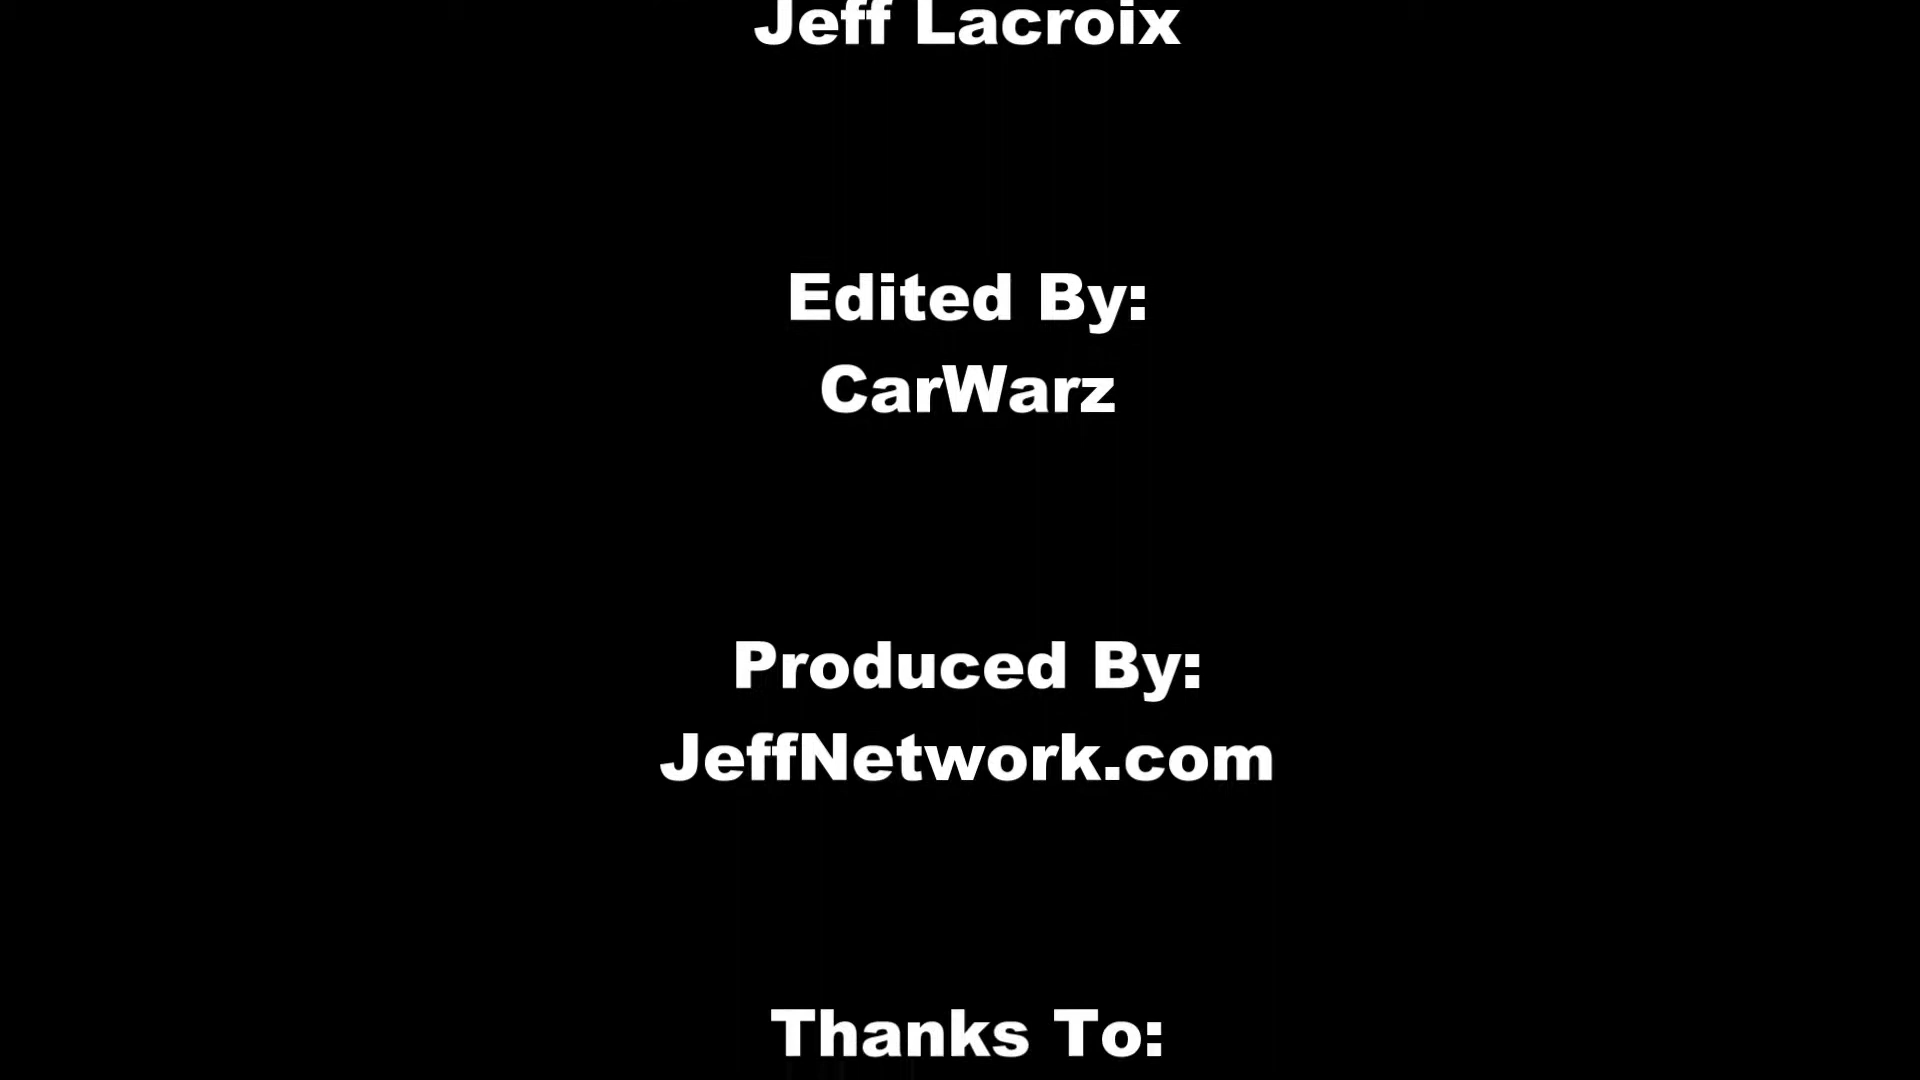 Jeff Lacroix
Edited By:
CarWarz
Produced By:
JeffNetwork.com
Thanks To: